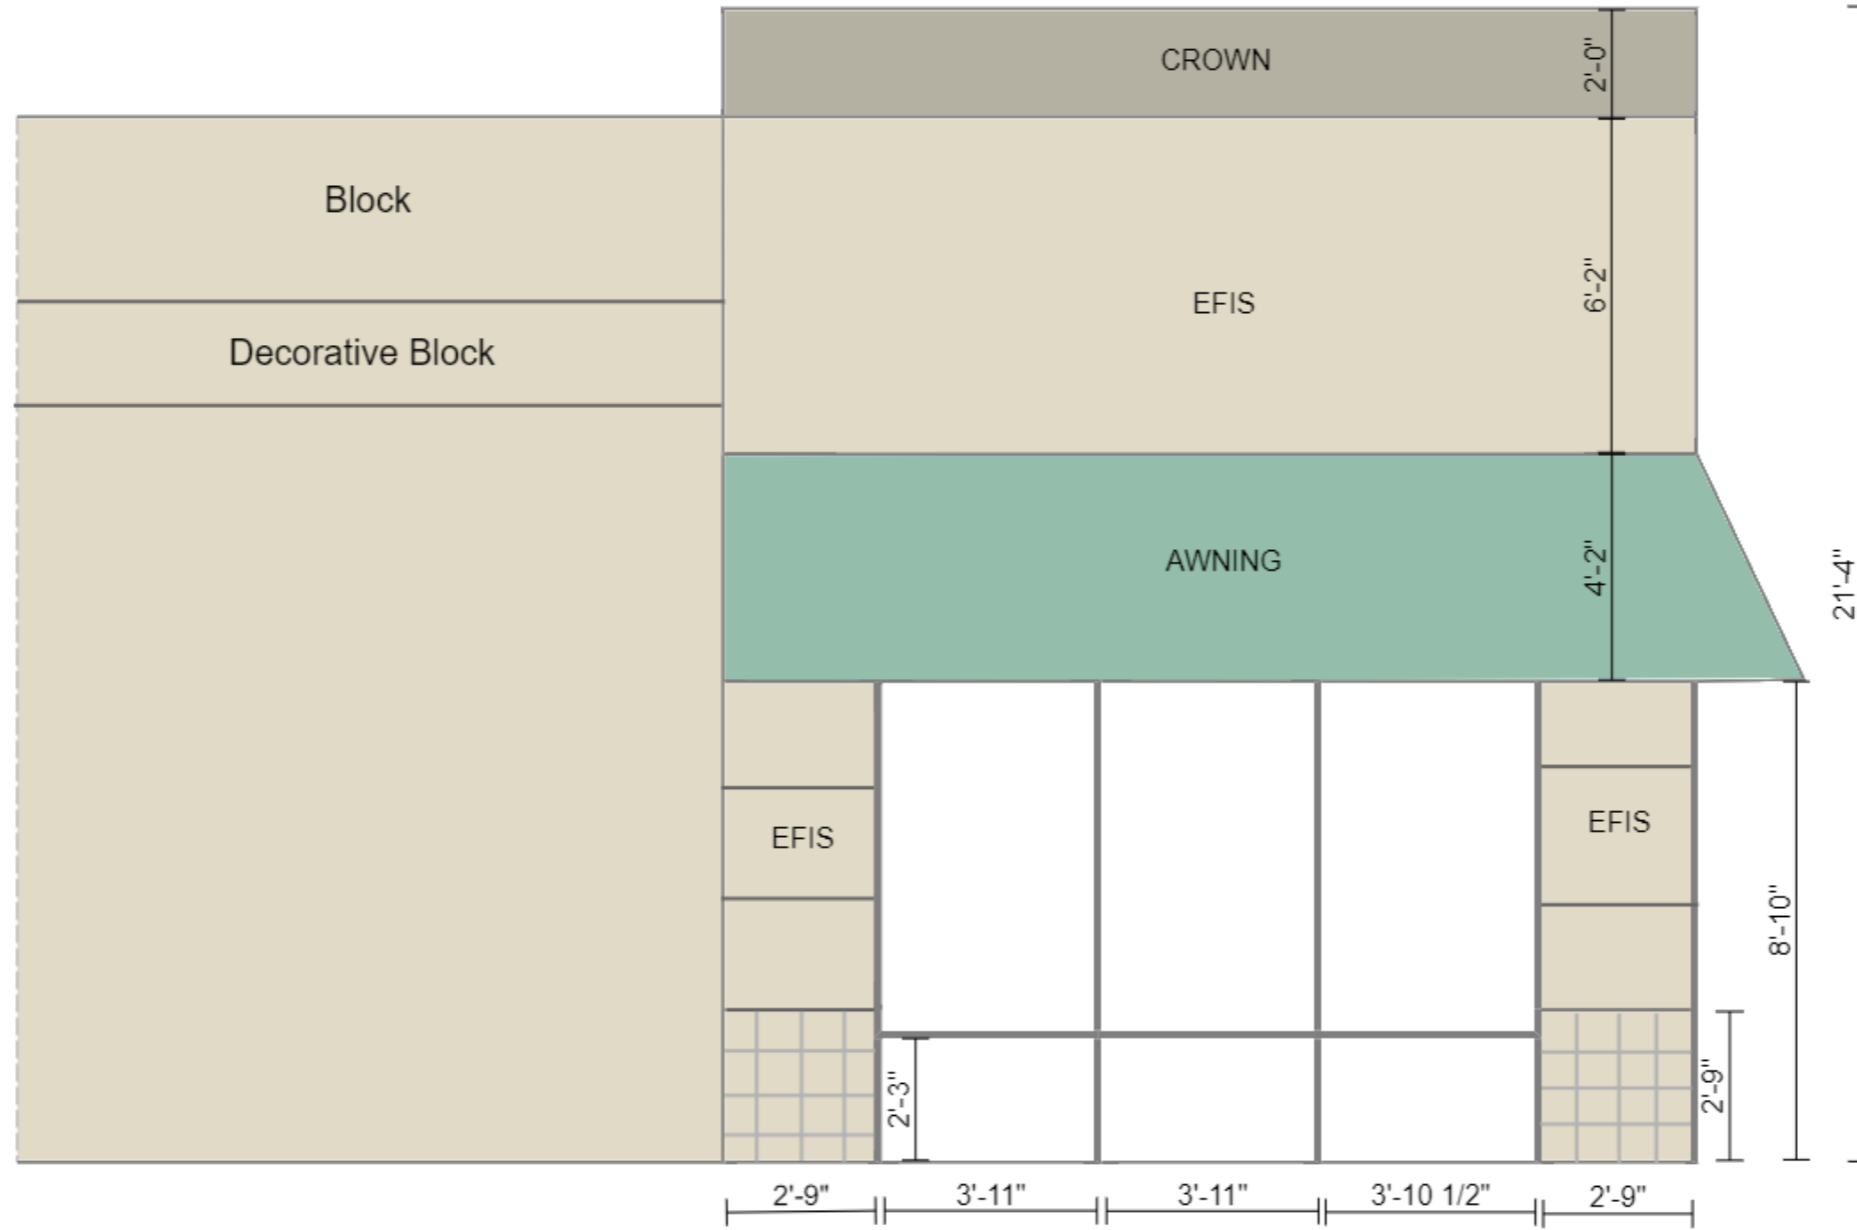 CROWN
2'-0"
Block
EFIS
6'-2"
Decorative Block
AWNING
4'-2"
21'-4"
EFIS
EFIS
8'-10"
2'-3"
2'-9"
2'-9"
3'-11"
3'-11"
3'-10 1/2"
2'-9"